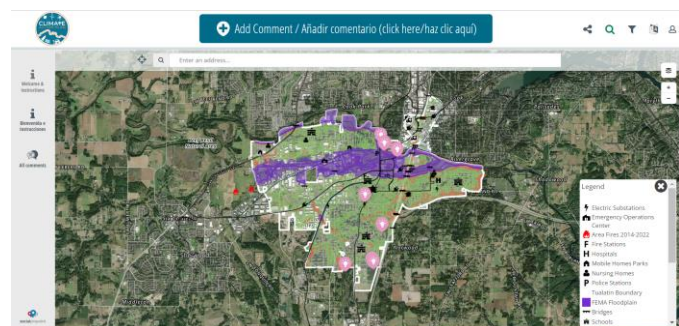 CLIMATE
Add Comment / Añadir comentario (click here/haz clic aquí)
Enter an address...
Welcome &
Instructions
Bienvenida e
instrucciones
All comments
Legend
Electric Substations
Emergency Operations
Center
Area Fires 2014-2022
F Fire Stations
H Hospitals
Mobile Homes Parks
Nursing Homes
P Police Stations
Tualatin Boundary
FEMA Floodplain
Bridges
Schools